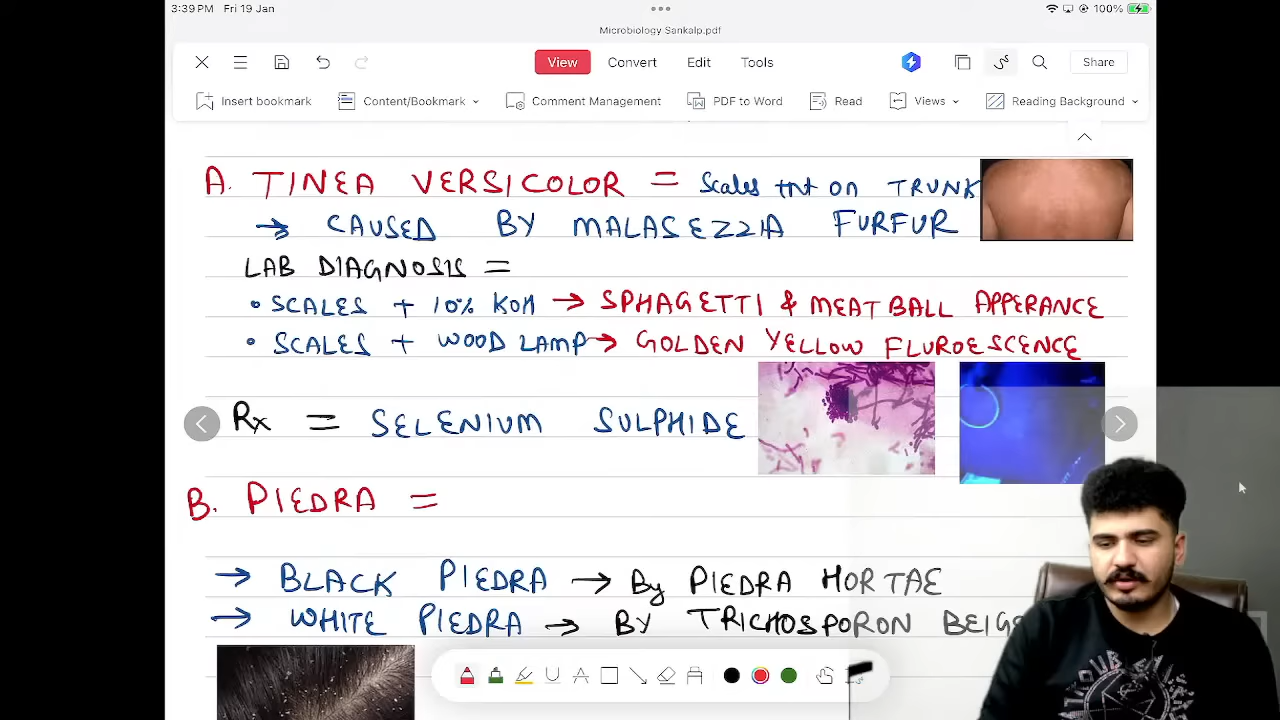 3:39 PM Fri 19 Jan
100%
Microbiology Sankalp.pdf
View Convert Edit Tools Share
Insert bookmark Content/Bookmark Comment Management PDF to Word Read Views Reading Background
A. TINEA VERSICOLOR = Scales tnt on TRUNK
→ CAUSED BY MALASEZZIA FURFUR
LAB DIAGNOSIS =
• SCALES + 10% KOH → SPHAGETTI & MEATBALL APPERANCE
• SCALES + WOOD LAMP → GOLDEN YELLOW FLUROESCENCE
Rx = SELENIUM SULPHIDE
B. PIEDRA =
→ BLACK PIEDRA → By PIEDRA HORTAE
→ WHITE PIEDRA → BY TRICHOSPORON